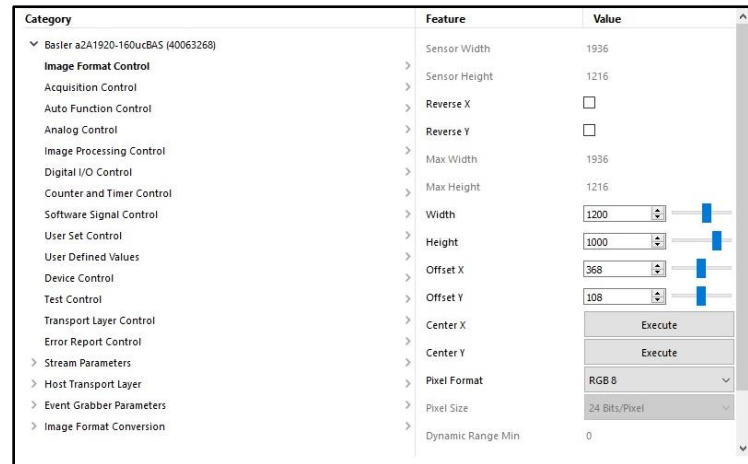 Category Feature Value
Basler a2A1920-160ucBAS (40063268)
Image Format Control
Acquisition Control
Auto Function Control
Analog Control
Image Processing Control
Digital I/O Control
Counter and Timer Control
Software Signal Control
User Set Control
User Defined Values
Device Control
Test Control
Transport Layer Control
Error Report Control
Stream Parameters
Host Transport Layer
Event Grabber Parameters
Image Format Conversion
Sensor Width 1936
Sensor Height 1216
Reverse X
Reverse Y
Max Width 1936
Max Height 1216
Width 1200
Height 1000
Offset X 368
Offset Y 108
Center X Execute
Center Y Execute
Pixel Format RGB 8
Pixel Size 24 Bits/Pixel
Dynamic Range Min 0